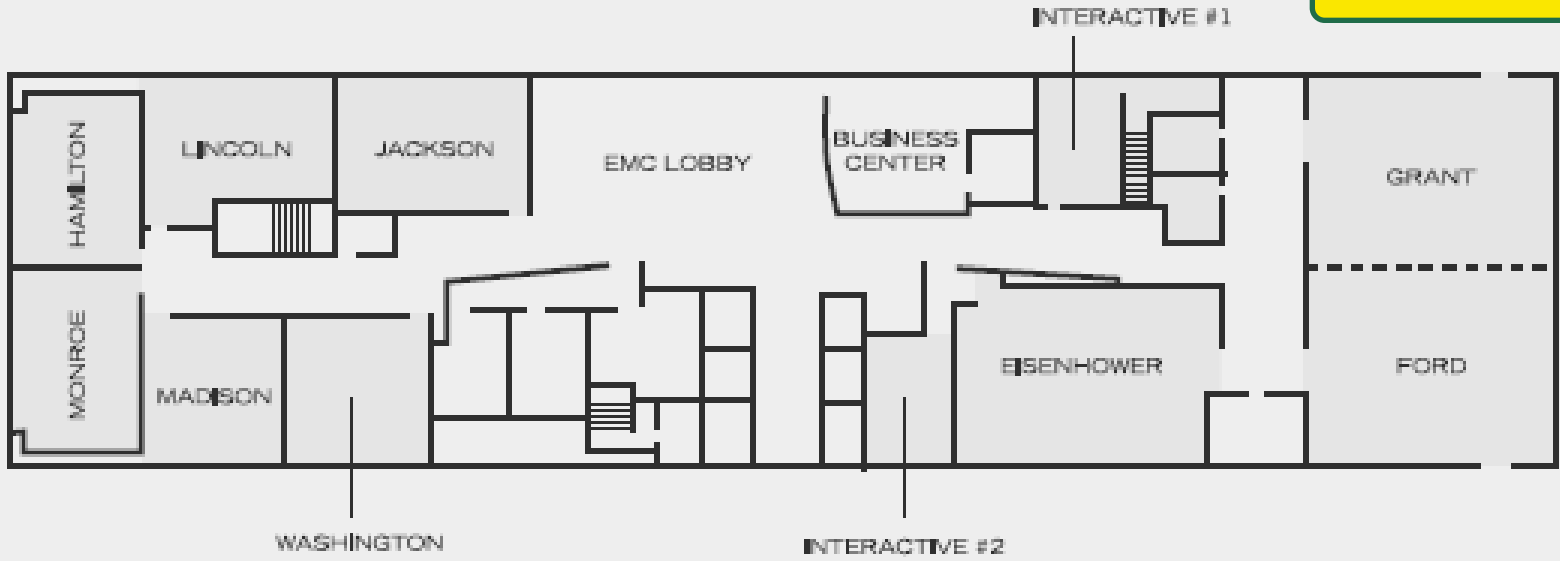 INTERACTIVE #1
HAMILTON
LINCOLN
JACKSON
EMC LOBBY
BUSINESS
CENTER
GRANT
MONROE
MADISON
EISENHOWER
FORD
WASHINGTON
INTERACTIVE #2